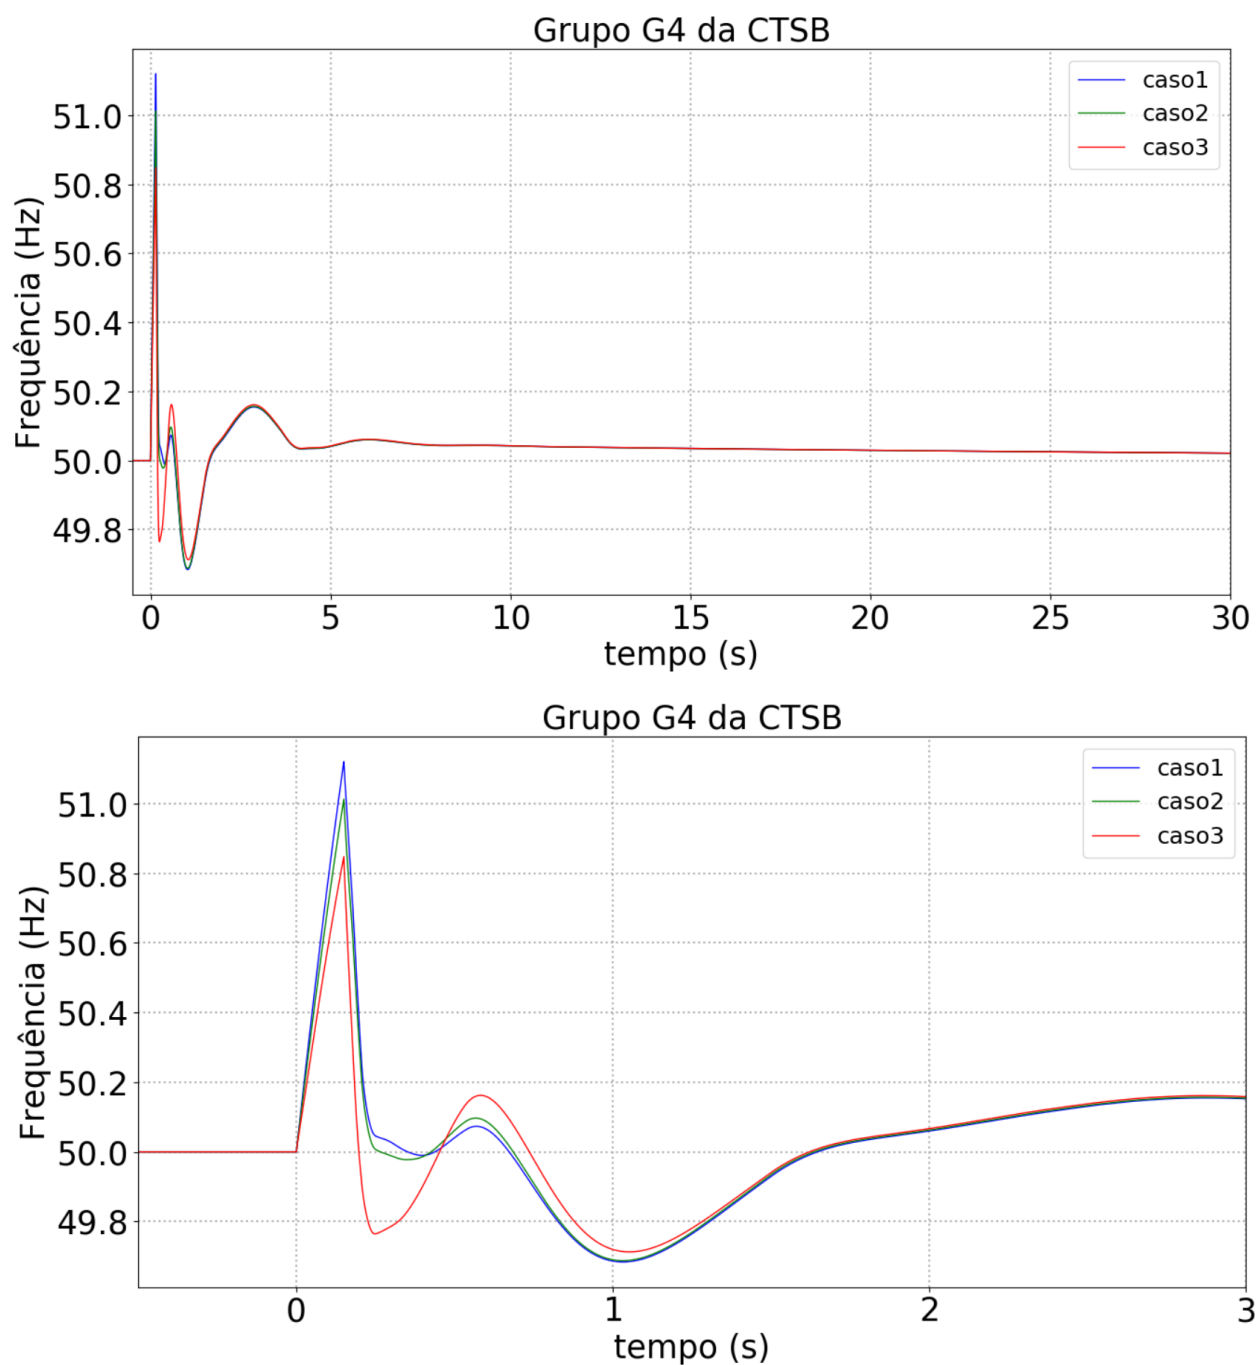 Grupo G4 da CTSB
caso1
caso2
caso3
Frequência (Hz)
51.0
50.8
50.6
50.4
50.2
50.0
49.8
0 5 10 15 20 25 30
tempo (s)
Grupo G4 da CTSB
caso1
caso2
caso3
Frequência (Hz)
51.0
50.8
50.6
50.4
50.2
50.0
49.8
0 1 2 3
tempo (s)